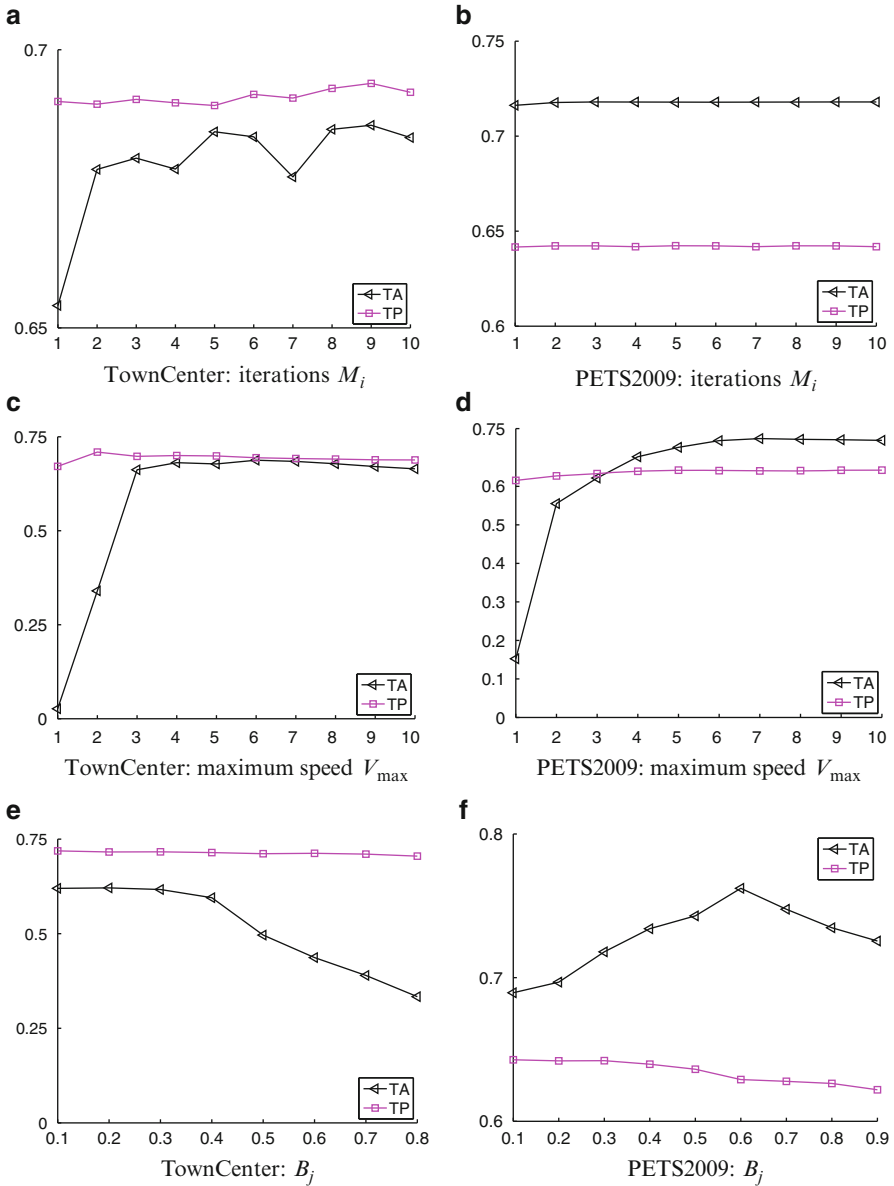 a
0.7
0.65
TA
TP
1 2 3 4 5 6 7 8 9 10
TownCenter: iterations M_i
b
0.75
0.7
0.65
0.6
TA
TP
1 2 3 4 5 6 7 8 9 10
PETS2009: iterations M_i
c
0.75
0.5
0.25
0
TA
TP
1 2 3 4 5 6 7 8 9 10
TownCenter: maximum speed V_max
d
0.75
0.6
0.5
0.4
0.3
0.2
0.1
0
TA
TP
1 2 3 4 5 6 7 8 9 10
PETS2009: maximum speed V_max
e
0.75
0.5
0.25
0
TA
TP
0.1 0.2 0.3 0.4 0.5 0.6 0.7 0.8
TownCenter: B_j
f
0.8
0.7
0.6
TA
TP
0.1 0.2 0.3 0.4 0.5 0.6 0.7 0.8 0.9
PETS2009: B_j